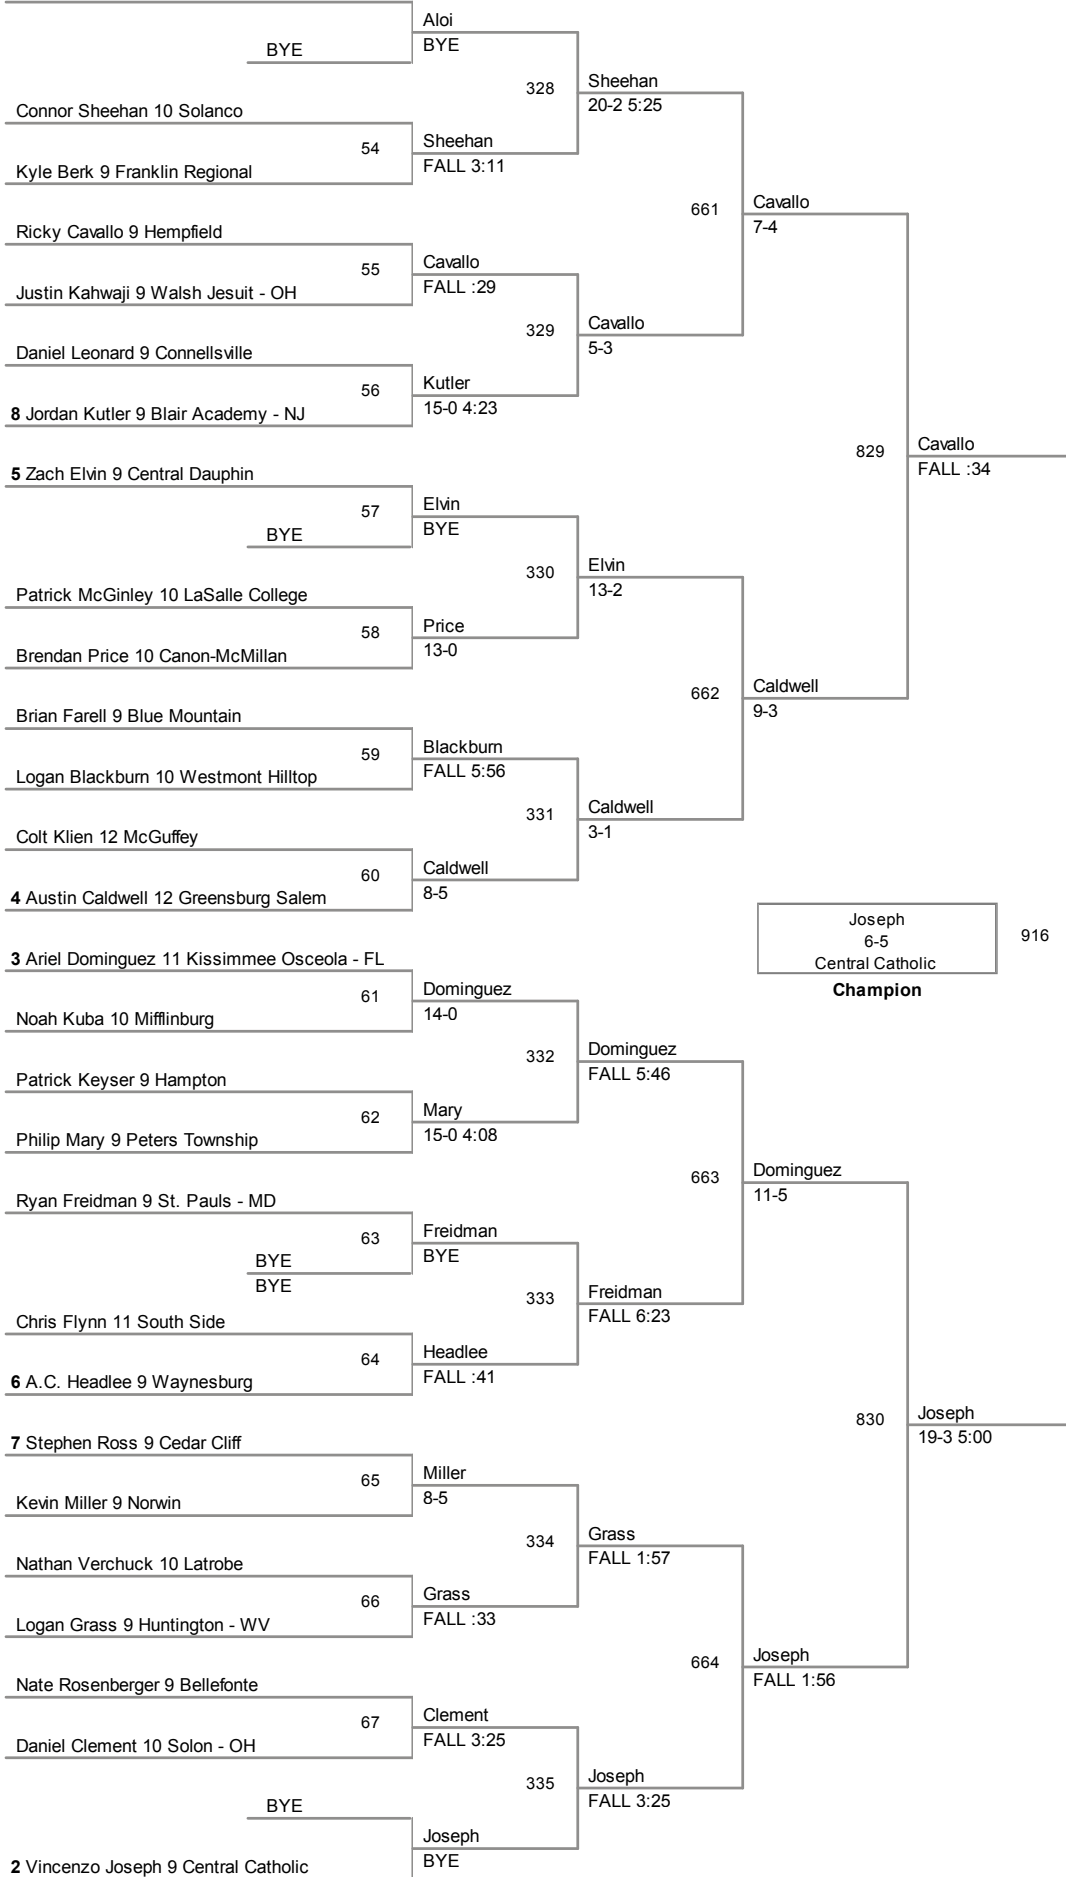 Aloi
BYE
BYE
328
Sheehan
20-2 5:25
Connor Sheehan 10 Solanco
54
Sheehan
FALL 3:11
Kyle Berk 9 Franklin Regional
661
Cavallo
7-4
Ricky Cavallo 9 Hempfield
55
Cavallo
FALL :29
Justin Kahwaji 9 Walsh Jesuit - OH
329
Cavallo
5-3
Daniel Leonard 9 Connellsville
56
Kutler
15-0 4:23
8 Jordan Kutler 9 Blair Academy - NJ
829
Cavallo
FALL :34
5 Zach Elvin 9 Central Dauphin
57
Elvin
BYE
BYE
330
Elvin
13-2
Patrick McGinley 10 LaSalle College
58
Price
13-0
Brendan Price 10 Canon-McMillan
662
Caldwell
9-3
Brian Farell 9 Blue Mountain
59
Blackburn
FALL 5:56
Logan Blackburn 10 Westmont Hilltop
331
Caldwell
3-1
Colt Klien 12 McGuffey
60
Caldwell
8-5
4 Austin Caldwell 12 Greensburg Salem
Joseph
6-5
Central Catholic
916
Champion
3 Ariel Dominguez 11 Kissimmee Osceola - FL
61
Dominguez
14-0
Noah Kuba 10 Mifflinburg
332
Dominguez
FALL 5:46
Patrick Keyser 9 Hampton
62
Mary
15-0 4:08
Philip Mary 9 Peters Township
663
Dominguez
11-5
Ryan Freidman 9 St. Pauls - MD
63
Freidman
BYE
BYE
BYE
333
Freidman
FALL 6:23
Chris Flynn 11 South Side
64
Headlee
FALL :41
6 A.C. Headlee 9 Waynesburg
830
Joseph
19-3 5:00
7 Stephen Ross 9 Cedar Cliff
65
Miller
8-5
Kevin Miller 9 Norwin
334
Grass
FALL 1:57
Nathan Verchuck 10 Latrobe
66
Grass
FALL :33
Logan Grass 9 Huntington - WV
664
Joseph
FALL 1:56
Nate Rosenberger 9 Bellefonte
67
Clement
FALL 3:25
Daniel Clement 10 Solon - OH
335
Joseph
FALL 3:25
BYE
Joseph
BYE
2 Vincenzo Joseph 9 Central Catholic